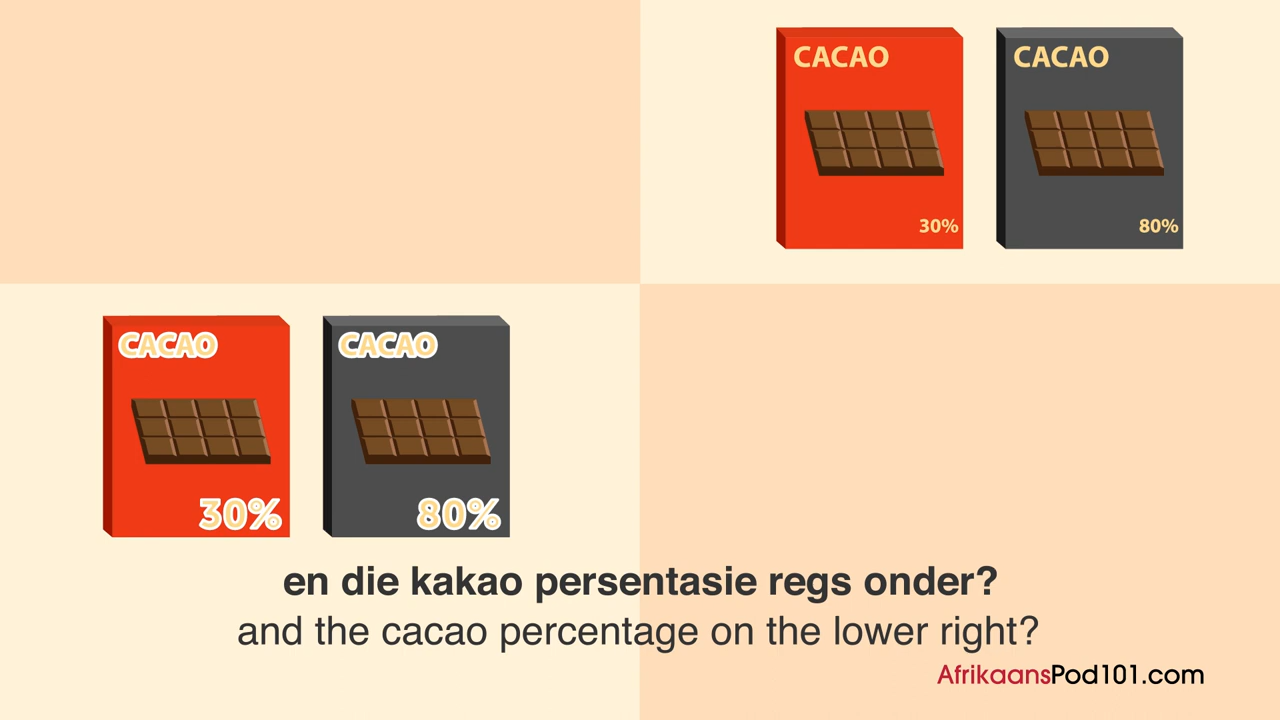 CACAO
CACAO
30%
80%
CACAO
CACAO
30%
80%
en die kakao persentasie regs onder?
and the cacao percentage on the lower right?
AfrikaansPod101.com